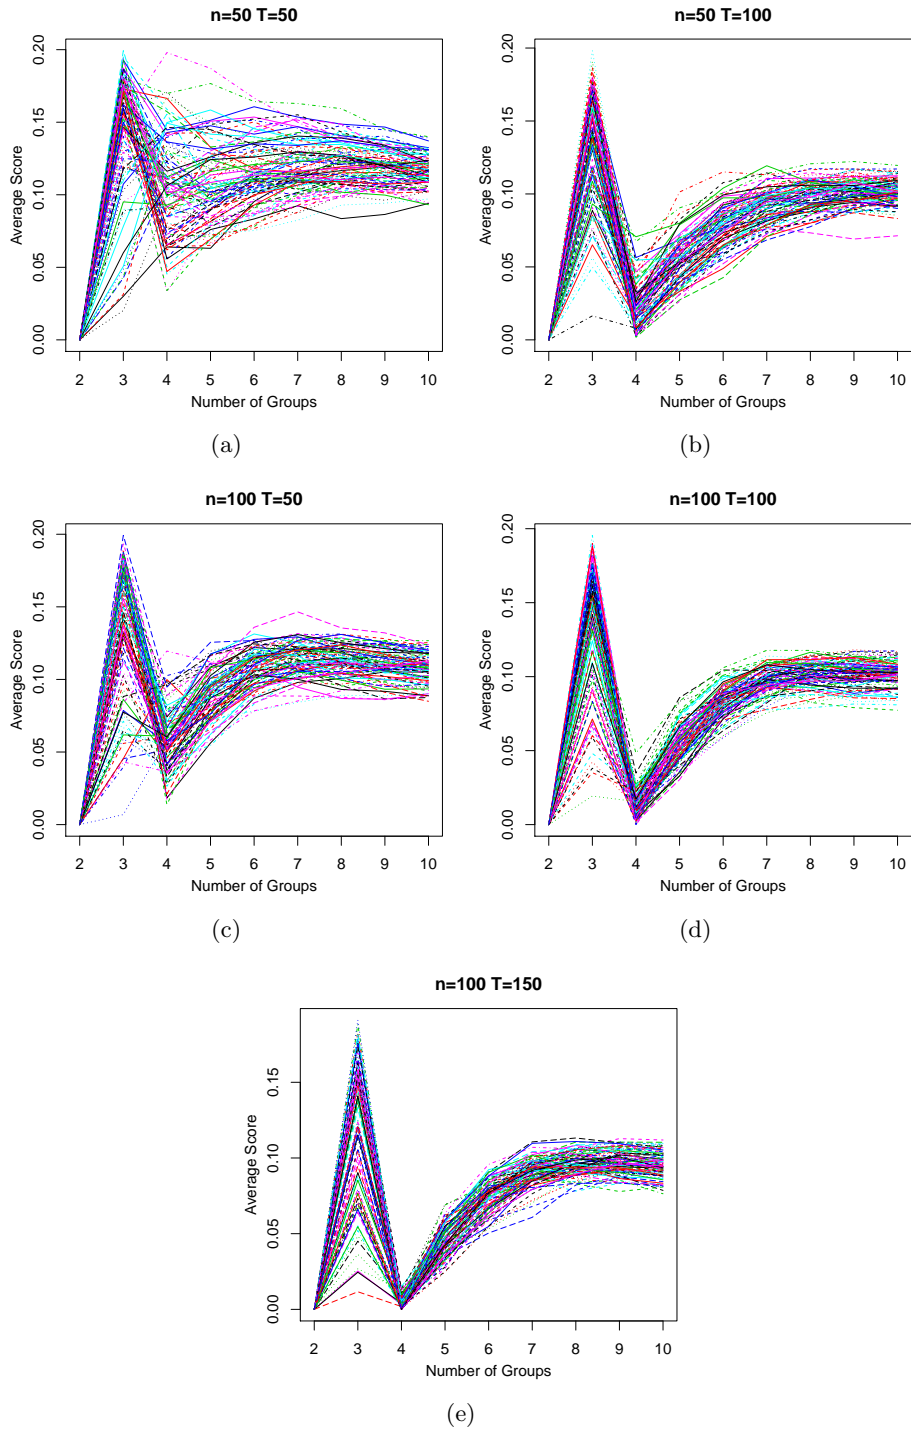 n=50 T=50
Average Score
0.00 0.05 0.10 0.15 0.20
2 3 4 5 6 7 8 9 10
Number of Groups
(a)
n=50 T=100
Average Score
0.00 0.05 0.10 0.15 0.20
2 3 4 5 6 7 8 9 10
Number of Groups
(b)
n=100 T=50
Average Score
0.00 0.05 0.10 0.15 0.20
2 3 4 5 6 7 8 9 10
Number of Groups
(c)
n=100 T=100
Average Score
0.00 0.05 0.10 0.15 0.20
2 3 4 5 6 7 8 9 10
Number of Groups
(d)
n=100 T=150
Average Score
0.00 0.05 0.10 0.15
2 3 4 5 6 7 8 9 10
Number of Groups
(e)